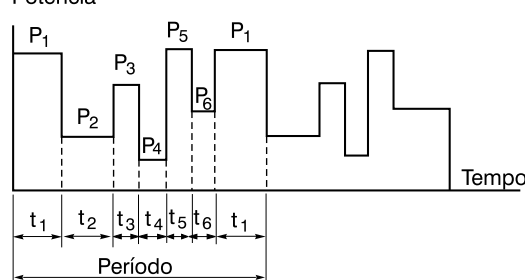 Potência
P1 P2 P3 P4 P5 P6 P1
Tempo
t1 t2 t3 t4 t5 t6 t1
Período